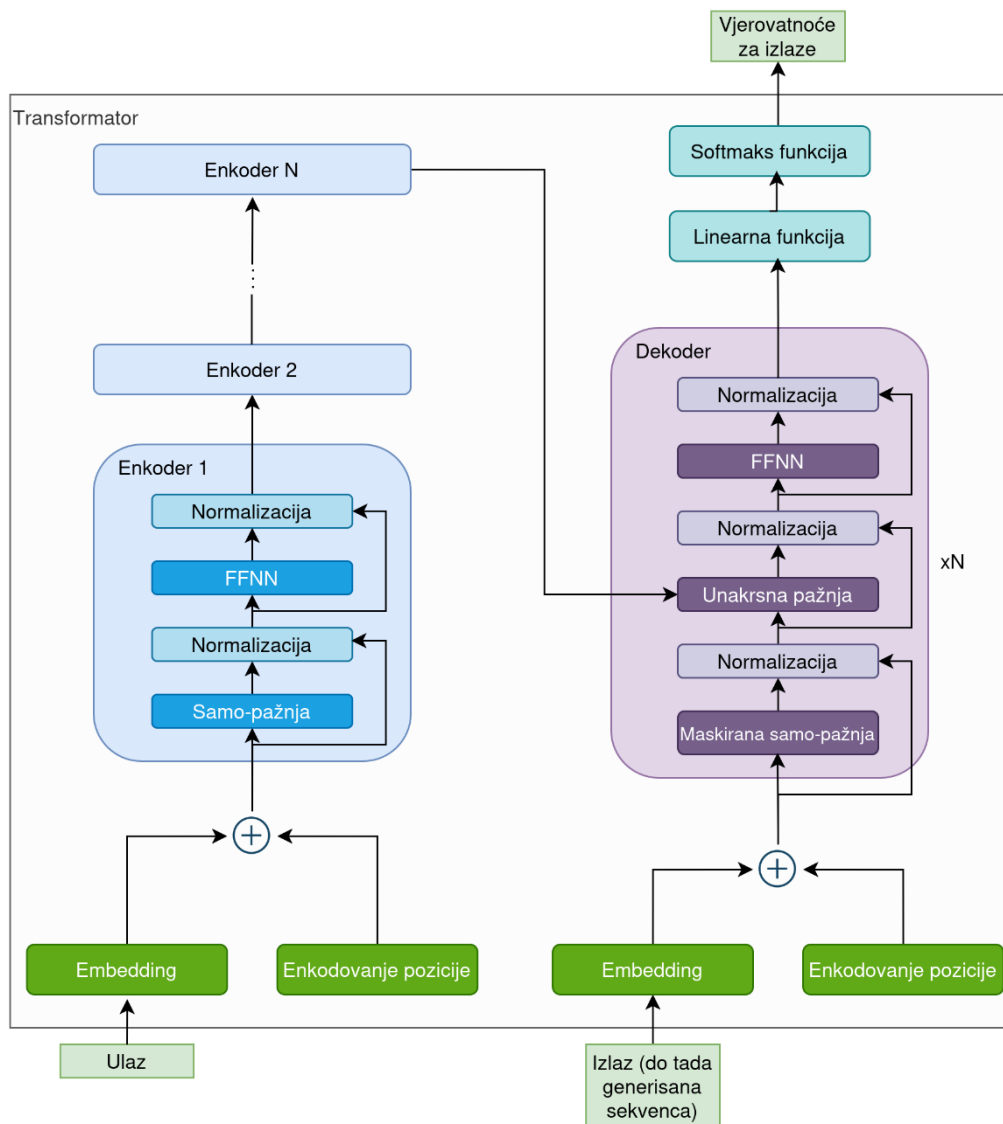 Vjerovatnoće
za izlaze
Transformator
Softmaks funkcija
Enkoder N
Linearna funkcija
Enkoder 2
Dekoder
Normalizacija
FFNN
Normalizacija
Unakrsna pažnja
Normalizacija
Maskirana samo-pažnja
xN
Enkoder 1
Normalizacija
FFNN
Normalizacija
Samo-pažnja
Embedding
Enkodovanje pozicije
Embedding
Enkodovanje pozicije
Ulaz
Izlaz (do tada
generisana
sekvenca)